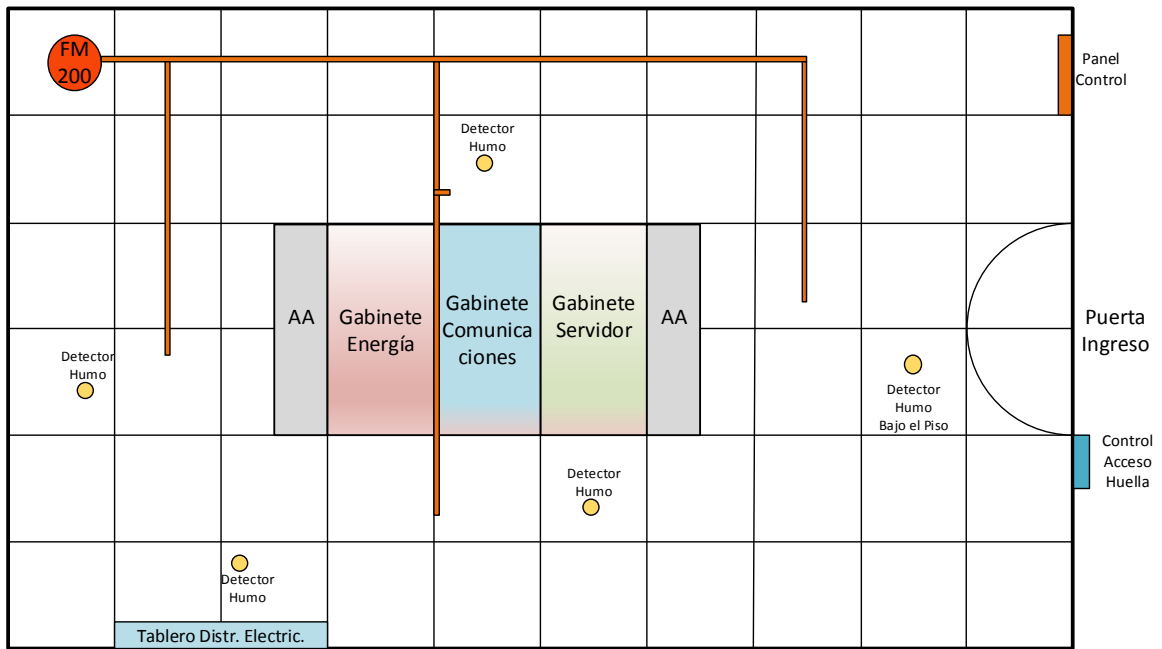 FM
200
Panel
Control
Detector
Humo
AA
Gabinete
Energía
Gabinete
Comunica
ciones
Gabinete
Servidor
AA
Puerta
Ingreso
Detector
Humo
Detector
Humo
Bajo el Piso
Control
Acceso
Huella
Detector
Humo
Detector
Humo
Tablero Distr. Electric.